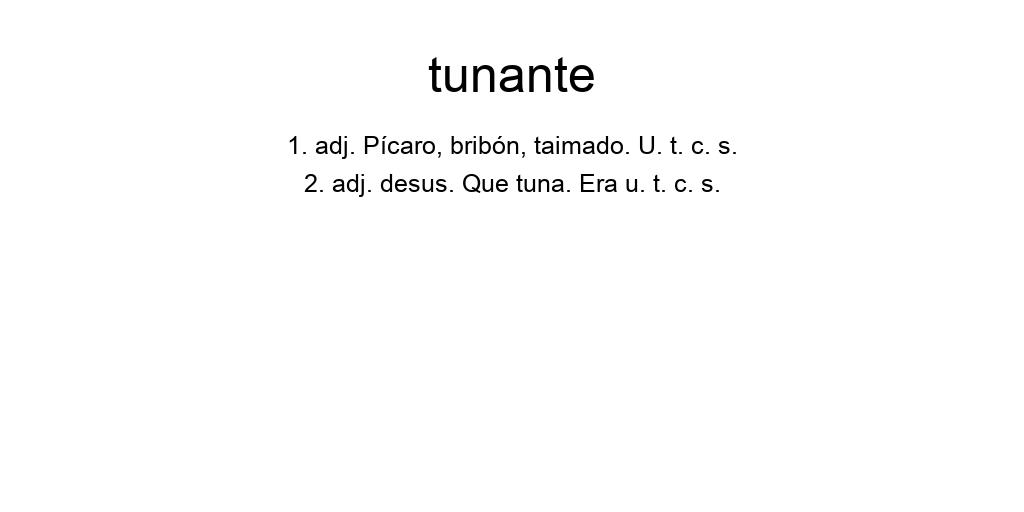 tunante
1. adj. Pícaro, bribón, taimado. U. t. c. s.
2. adj. desus. Que tuna. Era u. t. c. s.